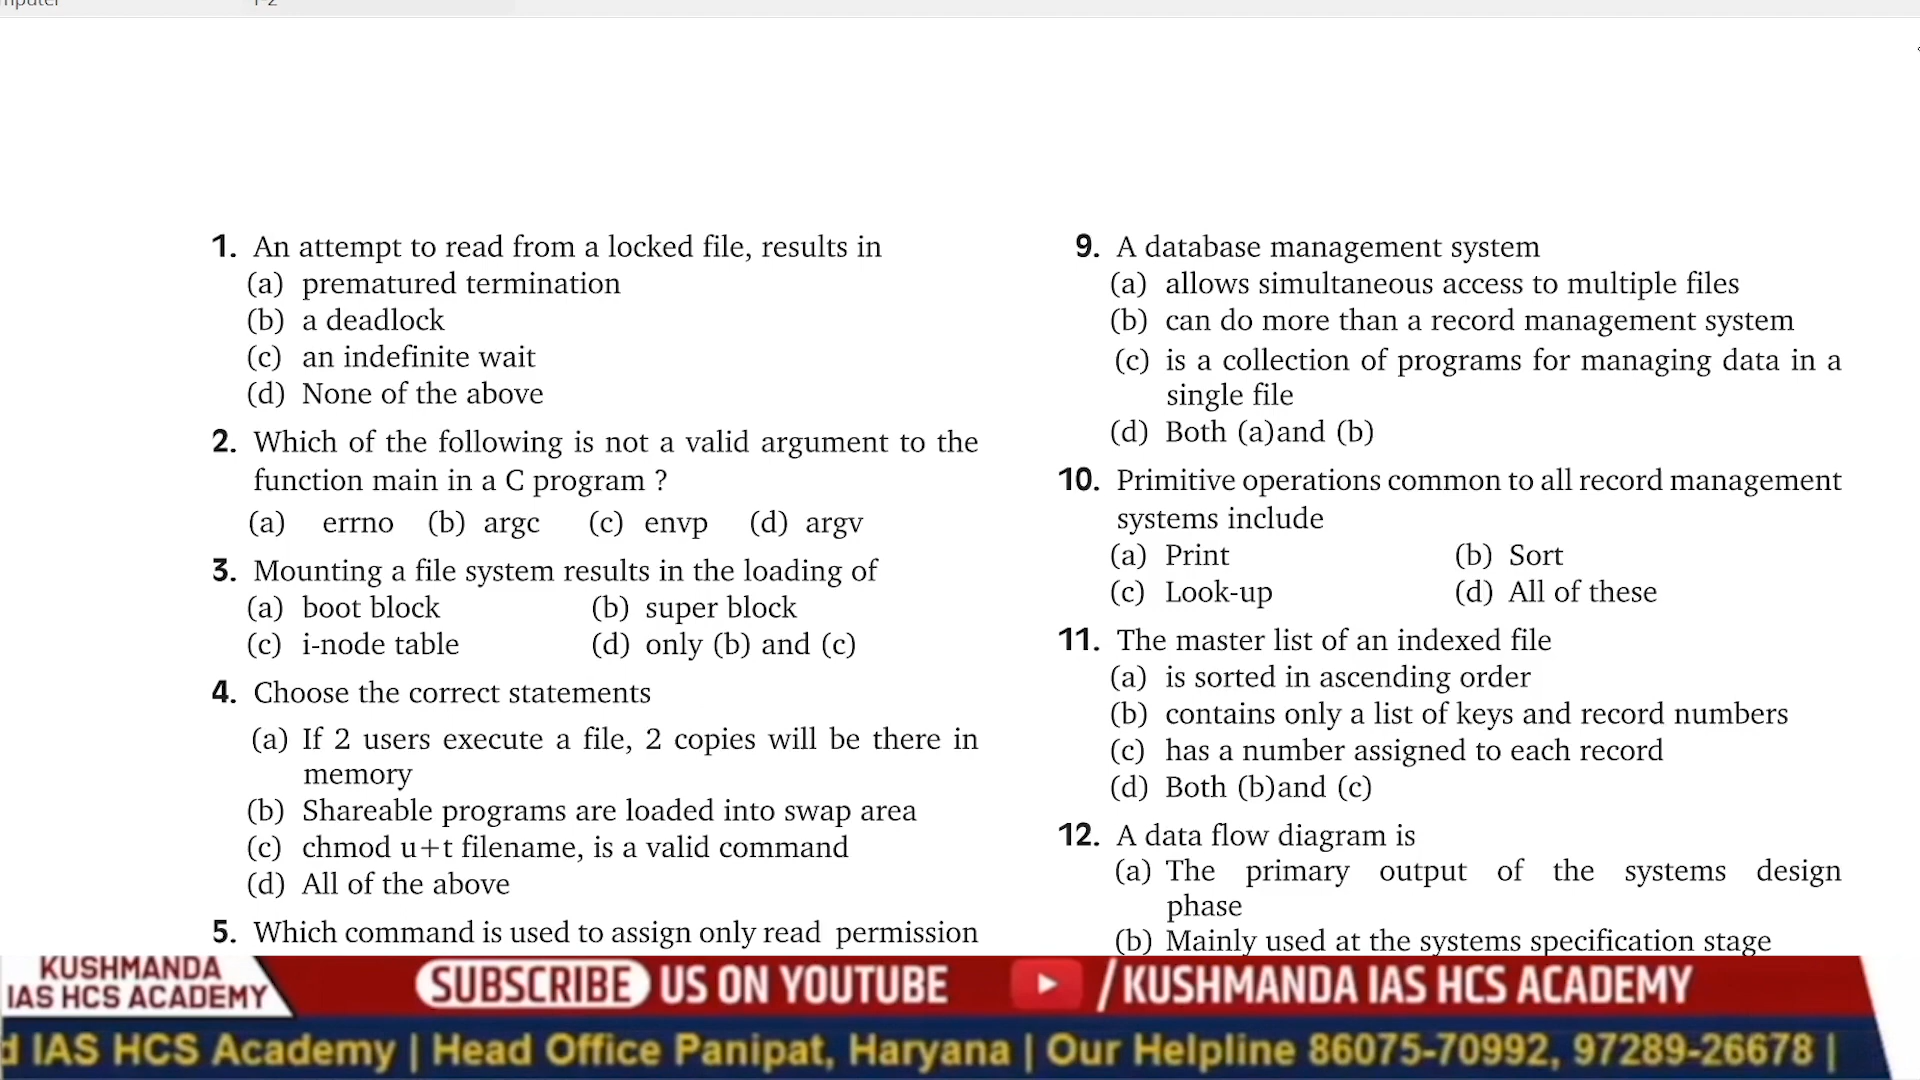 1. An attempt to read from a locked file, results in
(a) prematured termination
(b) a deadlock
(c) an indefinite wait
(d) None of the above
2. Which of the following is not a valid argument to the
function main in a C program ?
(a) errno (b) argc (c) envp (d) argv
3. Mounting a file system results in the loading of
(a) boot block (b) super block
(c) i-node table (d) only (b) and (c)
4. Choose the correct statements
(a) If 2 users execute a file, 2 copies will be there in
memory
(b) Shareable programs are loaded into swap area
(c) chmod u+t filename, is a valid command
(d) All of the above
5. Which command is used to assign only read permission
9. A database management system
(a) allows simultaneous access to multiple files
(b) can do more than a record management system
(c) is a collection of programs for managing data in a
single file
(d) Both (a)and (b)
10. Primitive operations common to all record management
systems include
(a) Print (b) Sort
(c) Look-up (d) All of these
11. The master list of an indexed file
(a) is sorted in ascending order
(b) contains only a list of keys and record numbers
(c) has a number assigned to each record
(d) Both (b)and (c)
12. A data flow diagram is
(a) The primary output of the systems design
phase
(b) Mainly used at the systems specification stage
KUSHMANDA
IAS HCS ACADEMY
SUBSCRIBE US ON YOUTUBE /KUSHMANDA IAS HCS ACADEMY
IAS HCS Academy | Head Office Panipat, Haryana | Our Helpline 86075-70992, 97289-26678 |